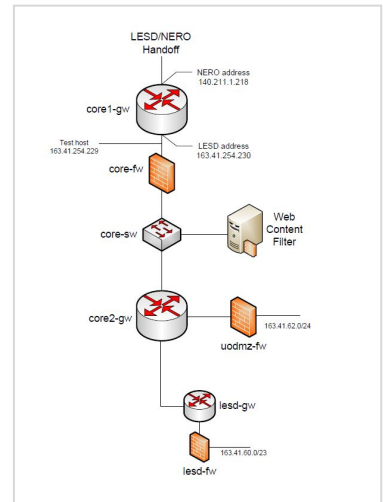 LESD/NERO
Handoff
NERO address
140.211.1.218
core1-gw
Test host
163.41.254.229
LESD address
163.41.254.230
core-fw
core-sw
Web
Content
Filter
core2-gw
163.41.62.0/24
uodmz-fw
lesd-gw
163.41.60.0/23
lesd-fw